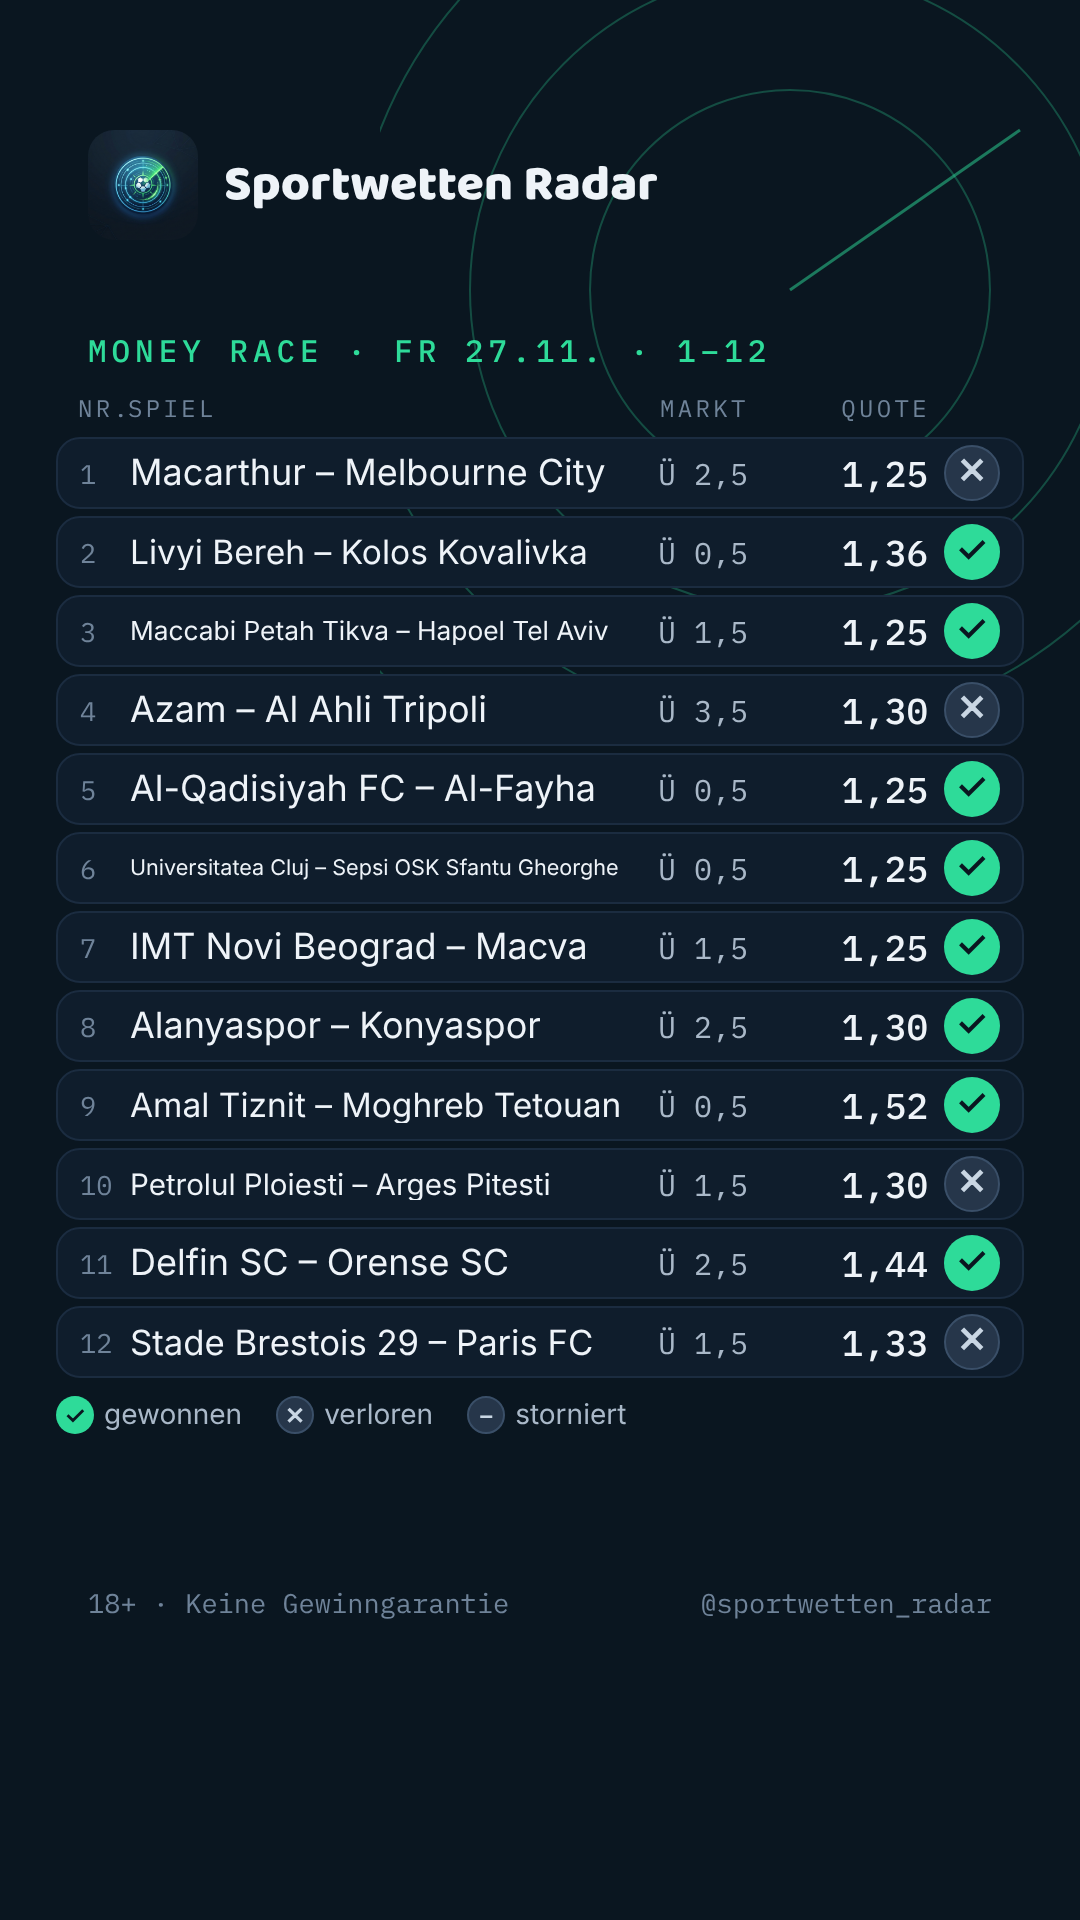 Sportwetten Radar
MONEY RACE · FR 27.11. · 1–12
NR. SPIEL MARKT QUOTE
1 Macarthur – Melbourne City Ü 2,5 1,25
2 Livyi Bereh – Kolos Kovalivka Ü 0,5 1,36
3 Maccabi Petah Tikva – Hapoel Tel Aviv Ü 1,5 1,25
4 Azam – Al Ahli Tripoli Ü 3,5 1,30
5 Al-Qadisiyah FC – Al-Fayha Ü 0,5 1,25
6 Universitatea Cluj – Sepsi OSK Sfantu Gheorghe Ü 0,5 1,25
7 IMT Novi Beograd – Macva Ü 1,5 1,25
8 Alanyaspor – Konyaspor Ü 2,5 1,30
9 Amal Tiznit – Moghreb Tetouan Ü 0,5 1,52
10 Petrolul Ploiesti – Arges Pitesti Ü 1,5 1,30
11 Delfin SC – Orense SC Ü 2,5 1,44
12 Stade Brestois 29 – Paris FC Ü 1,5 1,33
gewonnen verloren storniert
18+ · Keine Gewinngarantie @sportwetten_radar